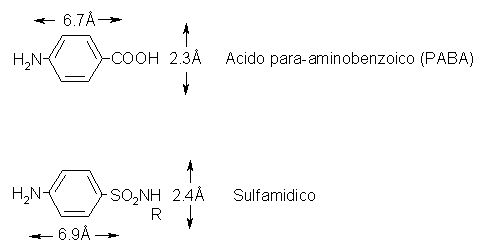 6.7Å
H₂N COOH 2.3Å Acido para-aminobenzoico (PABA)
H₂N SO₂NH 2.4Å Sulfamidico
R
6.9Å